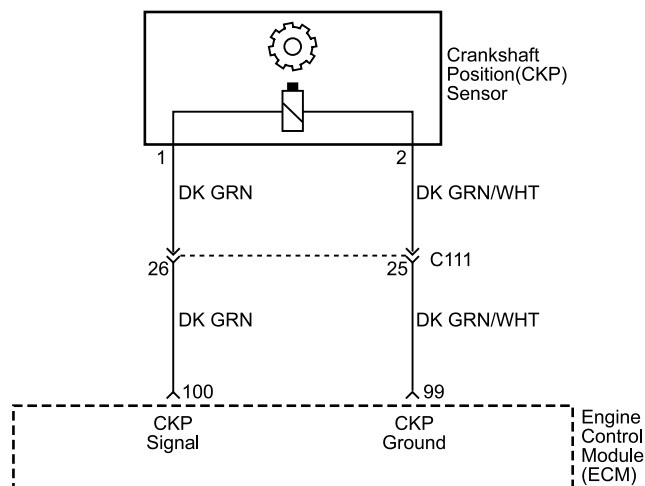 Crankshaft
Position(CKP)
Sensor
1
2
DK GRN
DK GRN/WHT
26
25
C111
DK GRN
DK GRN/WHT
100
99
CKP
Signal
CKP
Ground
Engine
Control
Module
(ECM)